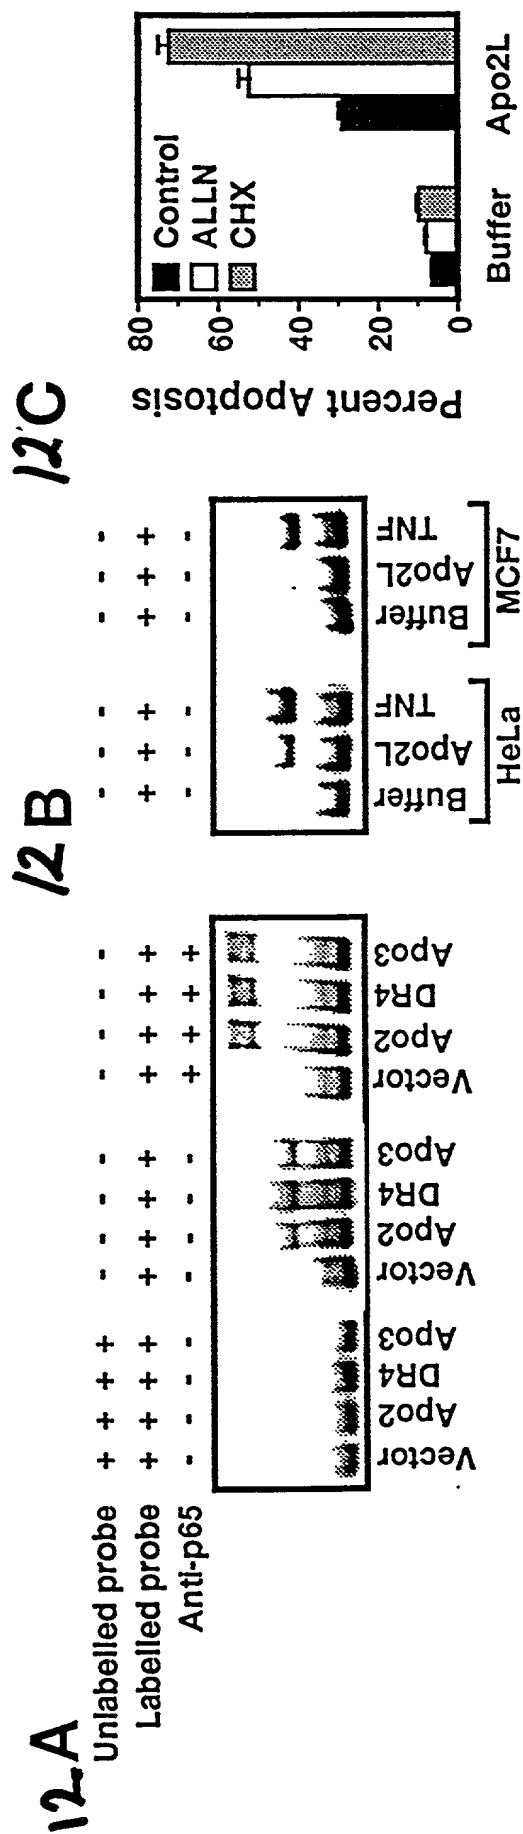 12A
Unlabelled probe + + + + - - - - - - - -
Labelled probe + + + + + + + + + + + +
Anti-p65 - - - - - - - - + + + +
Vector Apo2 DR4 Apo3 Vector Apo2 DR4 Apo3 Vector Apo2 DR4 Apo3
12B
- - - - - -
+ + + + + +
- - - - - -
Buffer Apo2L TNF Buffer Apo2L TNF
HeLa MCF7
12C
Percent Apoptosis
80
60
40
20
0
Control
ALLN
CHX
Buffer Apo2L